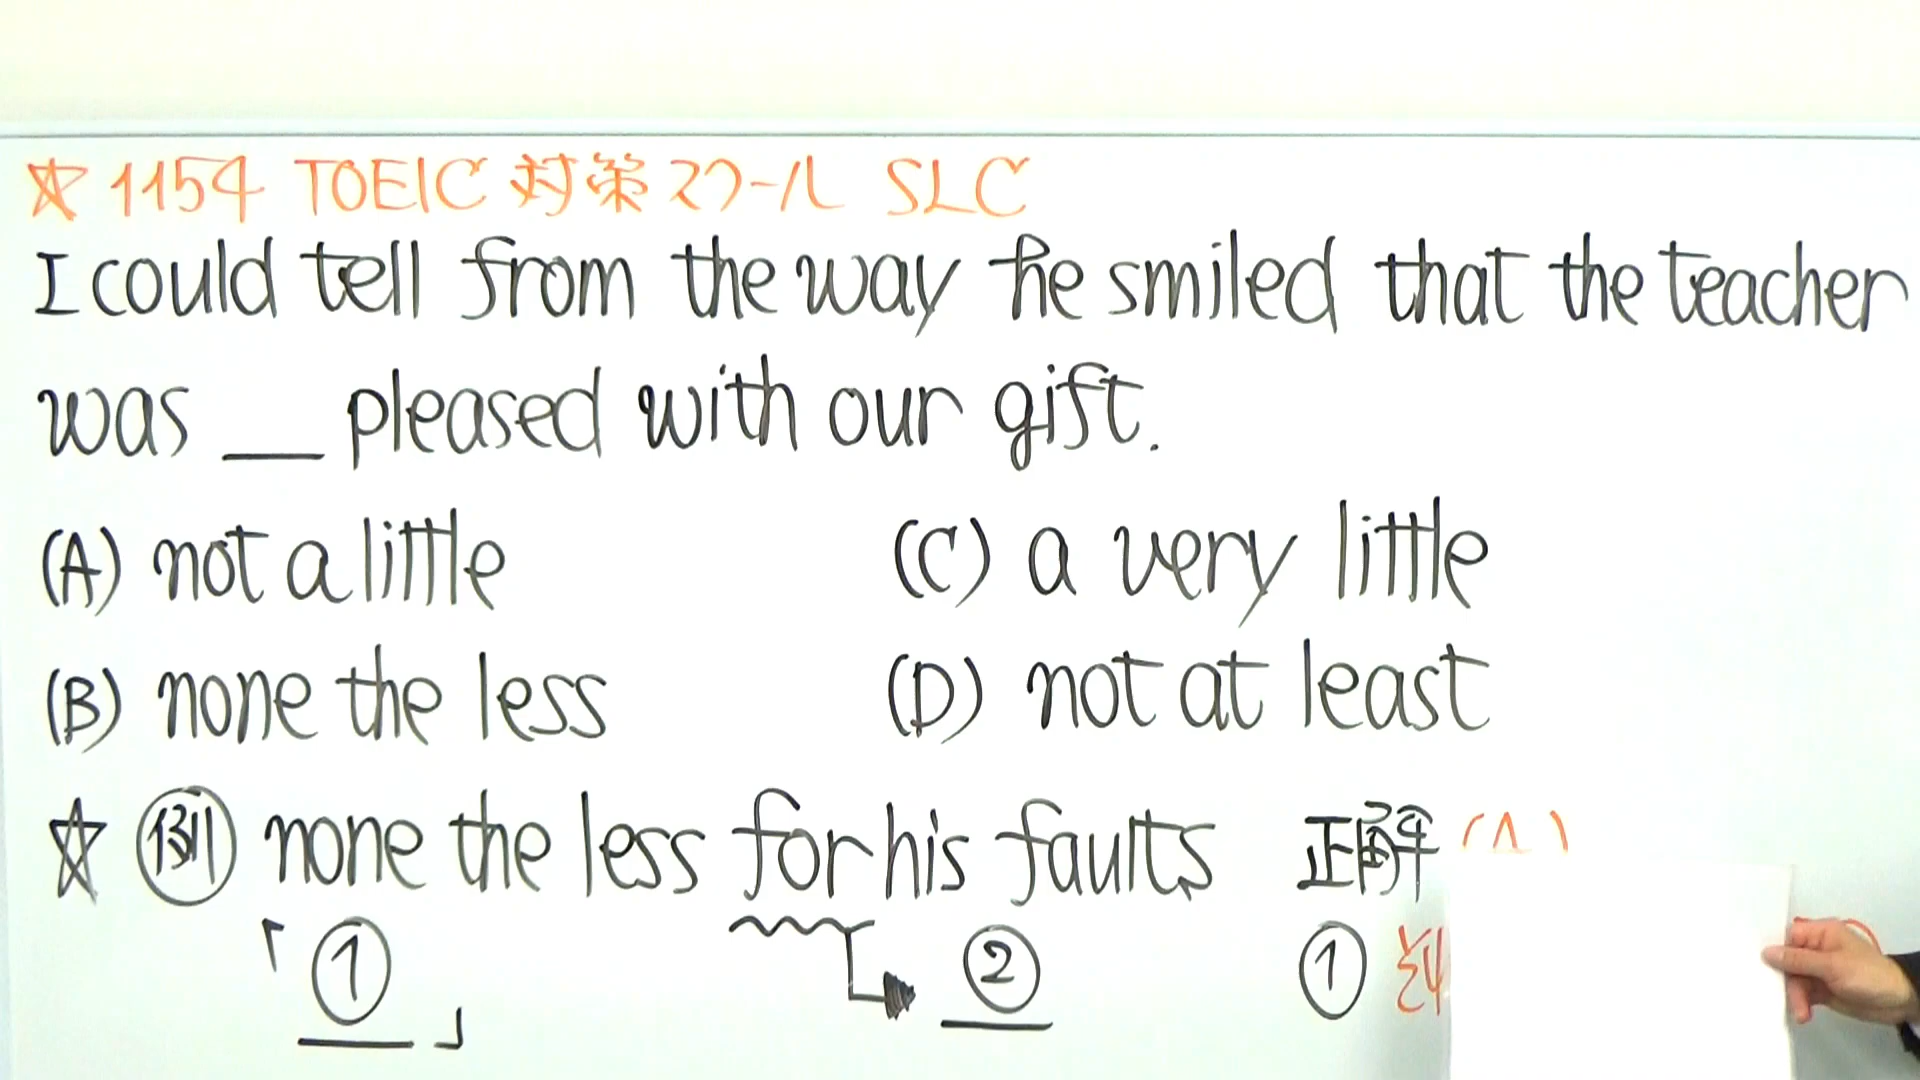 ☆ 1154 TOEIC 対策スクール SLC
I could tell from the way he smiled that the teacher
was __ pleased with our gift.
(A) not a little
(C) a very little
(B) none the less
(D) not at least
☆ 例 none the less for his faults 正解
「 ① 」 ② ①